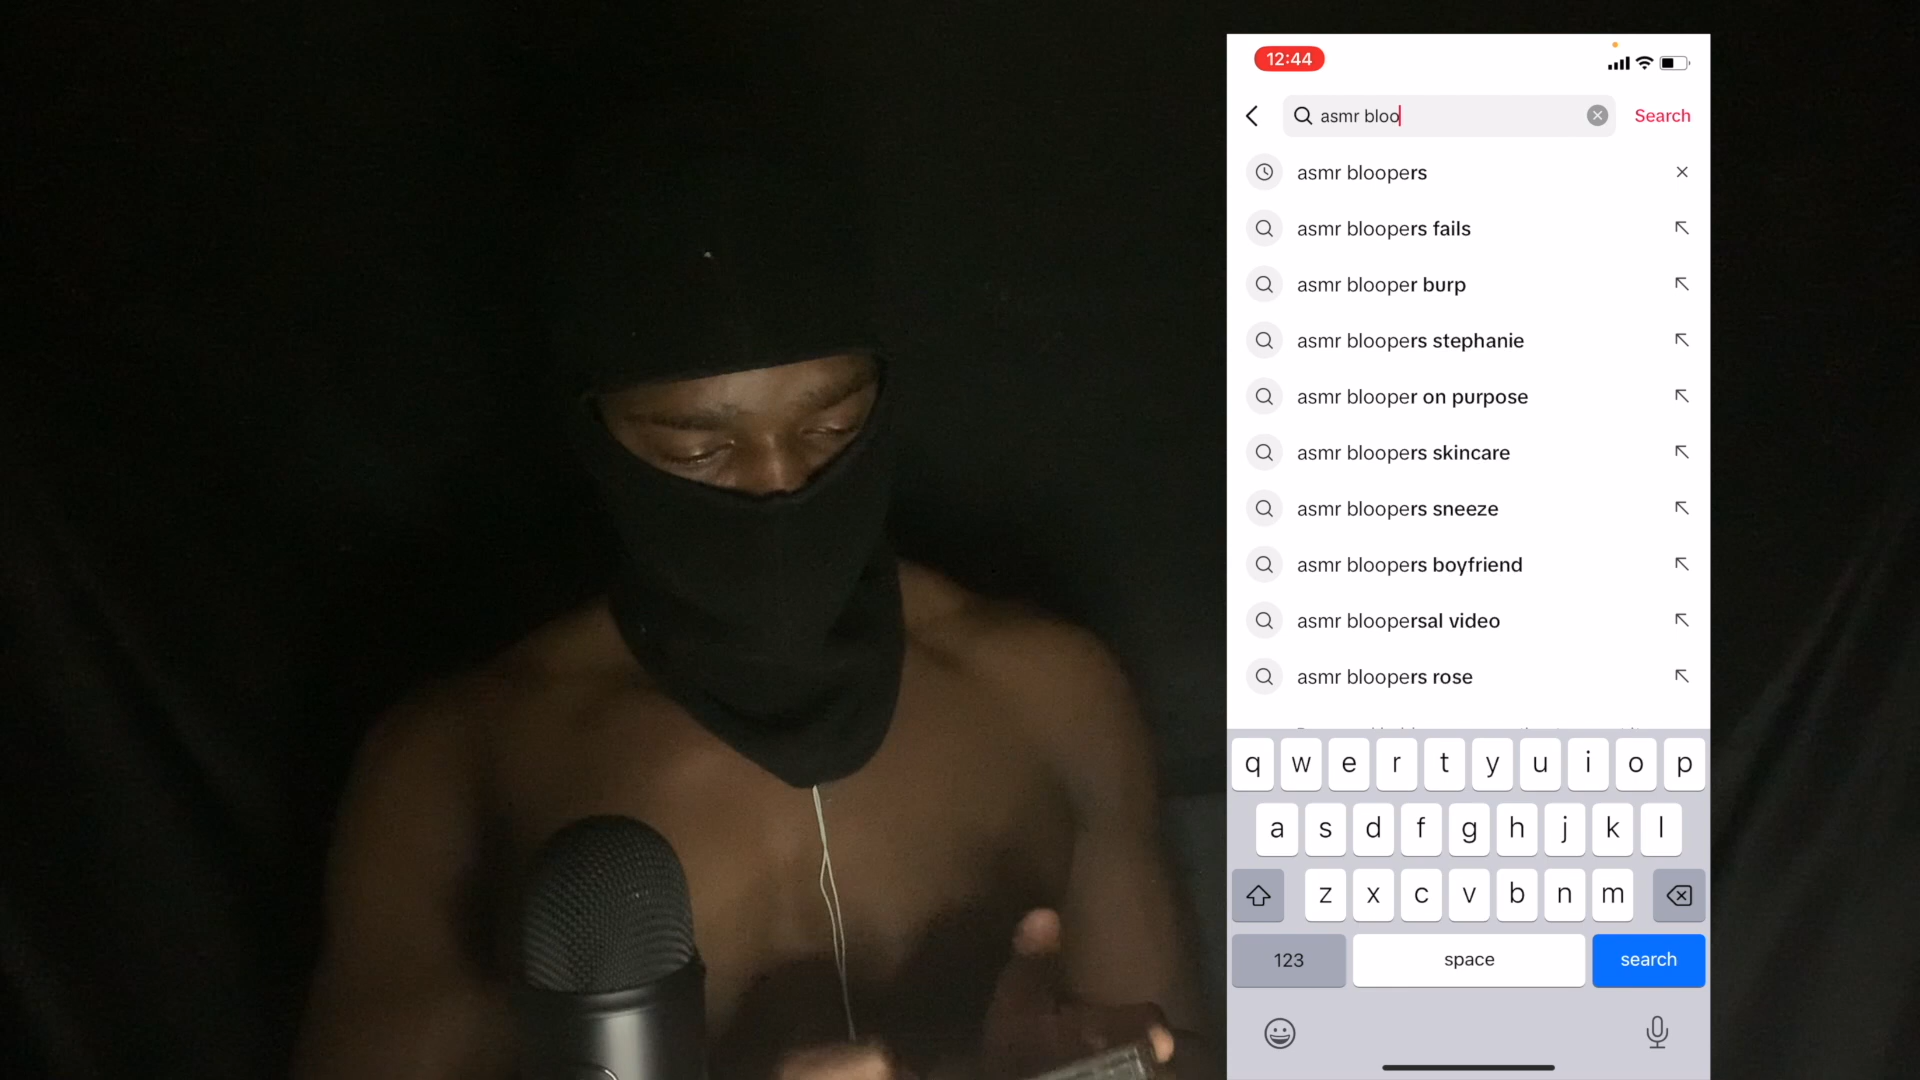 12:44
asmr bloo
Search
asmr bloopers
asmr bloopers fails
asmr blooper burp
asmr bloopers stephanie
asmr blooper on purpose
asmr bloopers skincare
asmr bloopers sneeze
asmr bloopers boyfriend
asmr bloopersal video
asmr bloopers rose
q w e r t y u i o p
a s d f g h j k l
z x c v b n m
123 space search